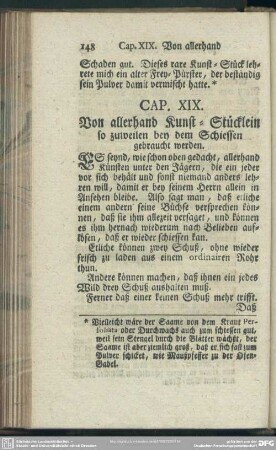 148 Cap. XIX. Von allerhand
Schaden gut. Dieses rare Kunst-Stück leh-
rete mich ein alter Frey-Pürster, der beständig
sein Pulver damit vermischt hatte.*
CAP. XIX.
Von allerhand Kunst-Stücklein
so zuweilen bey dem Schiessen
gebraucht werden.
ES seynd, wie schon oben gedacht, allerhand
Künsten unter den Jägern, die ein jeder
vor sich behält und sonst niemand anders leh-
ren will, damit er bey seinem Herrn allein in
Ansehen bleibe. Also sagt man, daß etliche
einem andern seine Büchse versprechen kön-
nen, daß sie ihm allezeit versaget, und können
es ihm hernach wiederum nach Belieben auf-
lösen, daß er wieder schiessen kan.
Etliche können zwey Schuß, ohne wieder
frisch zu laden aus einem ordinairen Rohr
thun.
Andere können machen, daß ihnen ein jedes
Wild drey Schuß aushalten muß.
Ferner daß einer keinen Schuß mehr trifft.
Daß
* Vielleicht wäre der Saame von dem Kraut Per-
foliata oder Durchwachs auch zum schießen gut,
weil sein Stengel durch die Blätter wächst, der
Saame ist aber ziemlich groß, daß er sich fast zum
Pulver schicket, wie